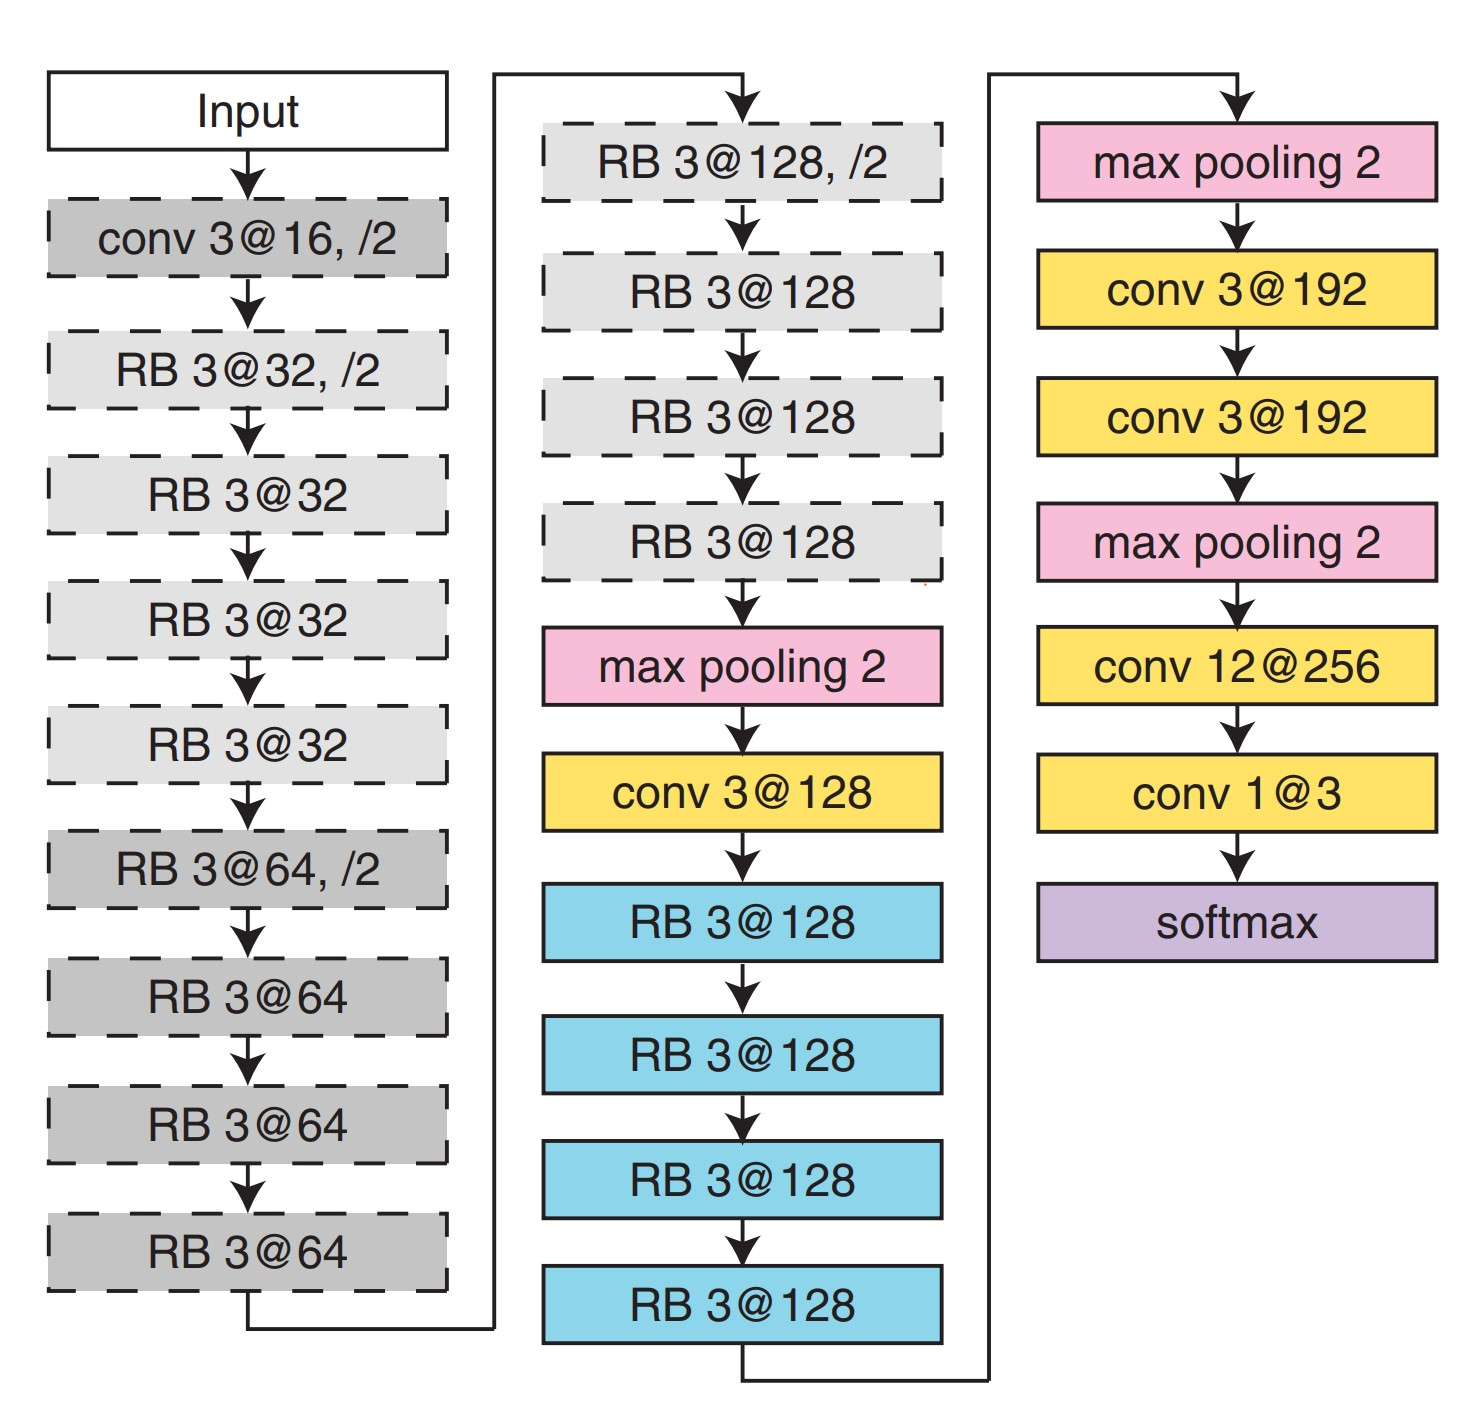 Input
conv 3@16, /2
RB 3@32, /2
RB 3@32
RB 3@32
RB 3@32
RB 3@64, /2
RB 3@64
RB 3@64
RB 3@64
RB 3@128, /2
RB 3@128
RB 3@128
RB 3@128
max pooling 2
conv 3@128
RB 3@128
RB 3@128
RB 3@128
RB 3@128
max pooling 2
conv 3@192
conv 3@192
max pooling 2
conv 12@256
conv 1@3
softmax